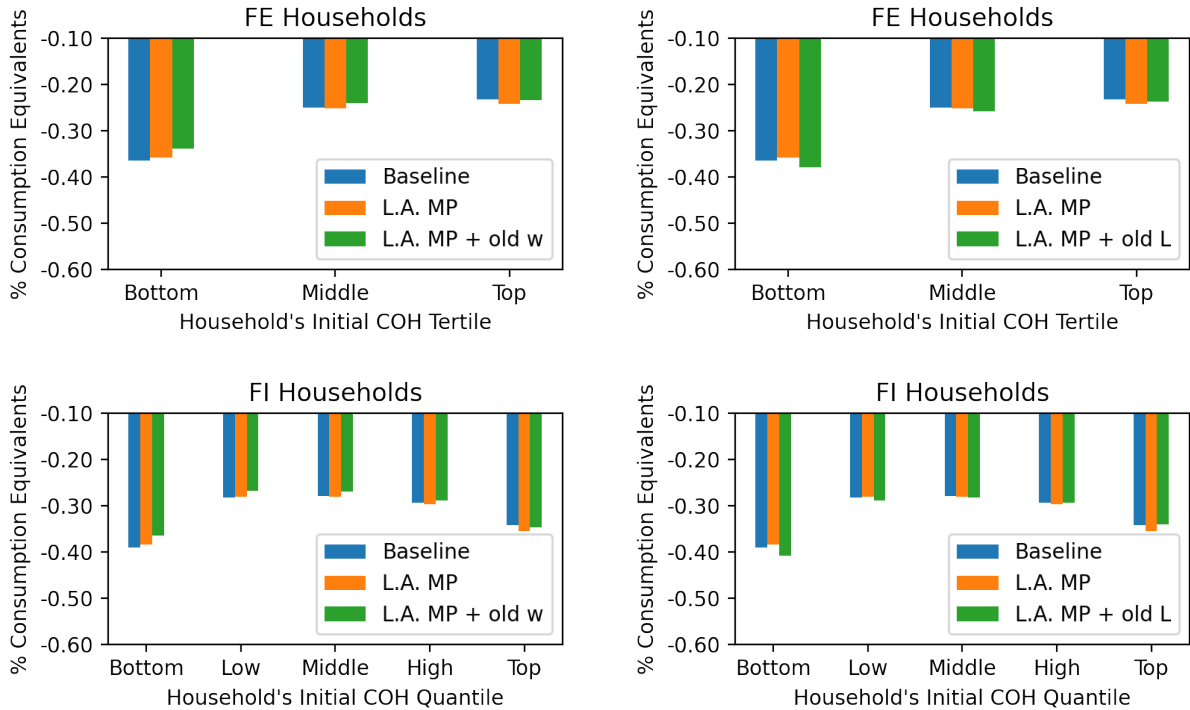 FE Households
% Consumption Equivalents
-0.10
-0.20
-0.30
-0.40
-0.50
-0.60
Baseline
L.A. MP
L.A. MP + old w
Bottom Middle Top
Household's Initial COH Tertile
FE Households
% Consumption Equivalents
-0.10
-0.20
-0.30
-0.40
-0.50
-0.60
Baseline
L.A. MP
L.A. MP + old L
Bottom Middle Top
Household's Initial COH Tertile
FI Households
% Consumption Equivalents
-0.10
-0.20
-0.30
-0.40
-0.50
-0.60
Baseline
L.A. MP
L.A. MP + old w
Bottom Low Middle High Top
Household's Initial COH Quantile
FI Households
% Consumption Equivalents
-0.10
-0.20
-0.30
-0.40
-0.50
-0.60
Baseline
L.A. MP
L.A. MP + old L
Bottom Low Middle High Top
Household's Initial COH Quantile